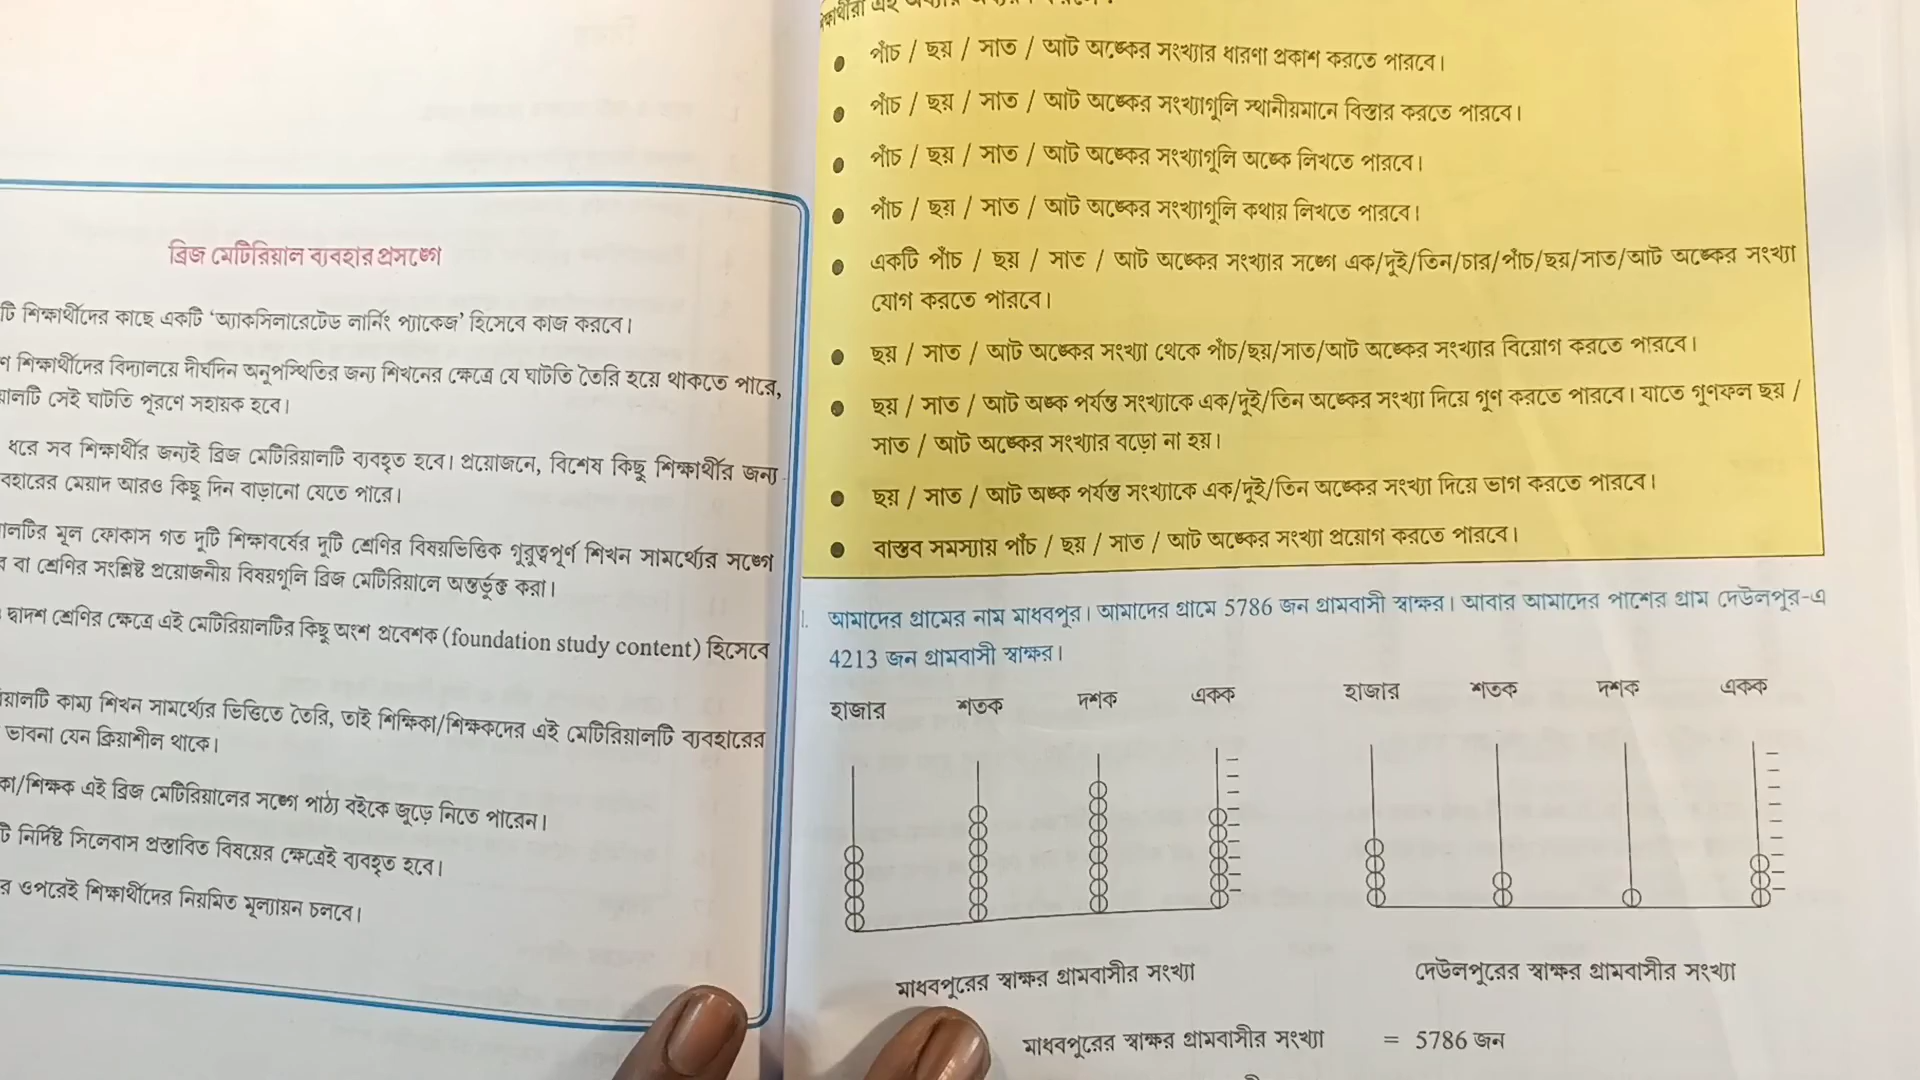 ব্রিজ মেটিরিয়াল ব্যবহার প্রসঙ্গে
টি শিক্ষার্থীদের কাছে একটি ‘অ্যাকসিলারেটেড লার্নিং প্যাকেজ’ হিসেবে কাজ করবে।
শিক্ষার্থীদের বিদ্যালয়ে দীর্ঘদিন অনুপস্থিতির জন্য শিখনের ক্ষেত্রে যে ঘাটতি তৈরি হয়ে থাকতে পারে,
য়ালটি সেই ঘাটতি পূরণে সহায়ক হবে।
ধরে সব শিক্ষার্থীর জন্যই ব্রিজ মেটিরিয়ালটি ব্যবহৃত হবে। প্রয়োজনে, বিশেষ কিছু শিক্ষার্থীর জন্য
বহারের মেয়াদ আরও কিছু দিন বাড়ানো যেতে পারে।
ালটির মূল ফোকাস গত দুটি শিক্ষাবর্ষের দুটি শ্রেণির বিষয়ভিত্তিক গুরুত্বপূর্ণ শিখন সামর্থ্যের সঙ্গে
বা শ্রেণির সংশ্লিষ্ট প্রয়োজনীয় বিষয়গুলি ব্রিজ মেটিরিয়ালে অন্তর্ভুক্ত করা।
দ্বাদশ শ্রেণির ক্ষেত্রে এই মেটিরিয়ালটির কিছু অংশ প্রবেশক (foundation study content) হিসেবে
য়ালটি কাম্য শিখন সামর্থ্যের ভিত্তিতে তৈরি, তাই শিক্ষিকা/শিক্ষকদের এই মেটিরিয়ালটি ব্যবহারের
ভাবনা যেন ক্রিয়াশীল থাকে।
কা/শিক্ষক এই ব্রিজ মেটিরিয়ালের সঙ্গে পাঠ্য বইকে জুড়ে নিতে পারেন।
টি নির্দিষ্ট সিলেবাস প্রস্তাবিত বিষয়ের ক্ষেত্রেই ব্যবহৃত হবে।
র ওপরেই শিক্ষার্থীদের নিয়মিত মূল্যায়ন চলবে।
● পাঁচ / ছয় / সাত / আট অঙ্কের সংখ্যার ধারণা প্রকাশ করতে পারবে।
● পাঁচ / ছয় / সাত / আট অঙ্কের সংখ্যাগুলি স্থানীয়মানে বিস্তার করতে পারবে।
● পাঁচ / ছয় / সাত / আট অঙ্কের সংখ্যাগুলি অঙ্কে লিখতে পারবে।
● পাঁচ / ছয় / সাত / আট অঙ্কের সংখ্যাগুলি কথায় লিখতে পারবে।
● একটি পাঁচ / ছয় / সাত / আট অঙ্কের সংখ্যার সঙ্গে এক/দুই/তিন/চার/পাঁচ/ছয়/সাত/আট অঙ্কের সংখ্যা
যোগ করতে পারবে।
● ছয় / সাত / আট অঙ্কের সংখ্যা থেকে পাঁচ/ছয়/সাত/আট অঙ্কের সংখ্যার বিয়োগ করতে পারবে।
● ছয় / সাত / আট অঙ্ক পর্যন্ত সংখ্যাকে এক/দুই/তিন অঙ্কের সংখ্যা দিয়ে গুণ করতে পারবে। যাতে গুণফল ছয় /
সাত / আট অঙ্কের সংখ্যার বড়ো না হয়।
● ছয় / সাত / আট অঙ্ক পর্যন্ত সংখ্যাকে এক/দুই/তিন অঙ্কের সংখ্যা দিয়ে ভাগ করতে পারবে।
● বাস্তব সমস্যায় পাঁচ / ছয় / সাত / আট অঙ্কের সংখ্যা প্রয়োগ করতে পারবে।
1. আমাদের গ্রামের নাম মাধবপুর। আমাদের গ্রামে 5786 জন গ্রামবাসী স্বাক্ষর। আবার আমাদের পাশের গ্রাম দেউলপুর-এ
4213 জন গ্রামবাসী স্বাক্ষর।
হাজার শতক দশক একক হাজার শতক দশক একক
মাধবপুরের স্বাক্ষর গ্রামবাসীর সংখ্যা দেউলপুরের স্বাক্ষর গ্রামবাসীর সংখ্যা
মাধবপুরের স্বাক্ষর গ্রামবাসীর সংখ্যা = 5786 জন